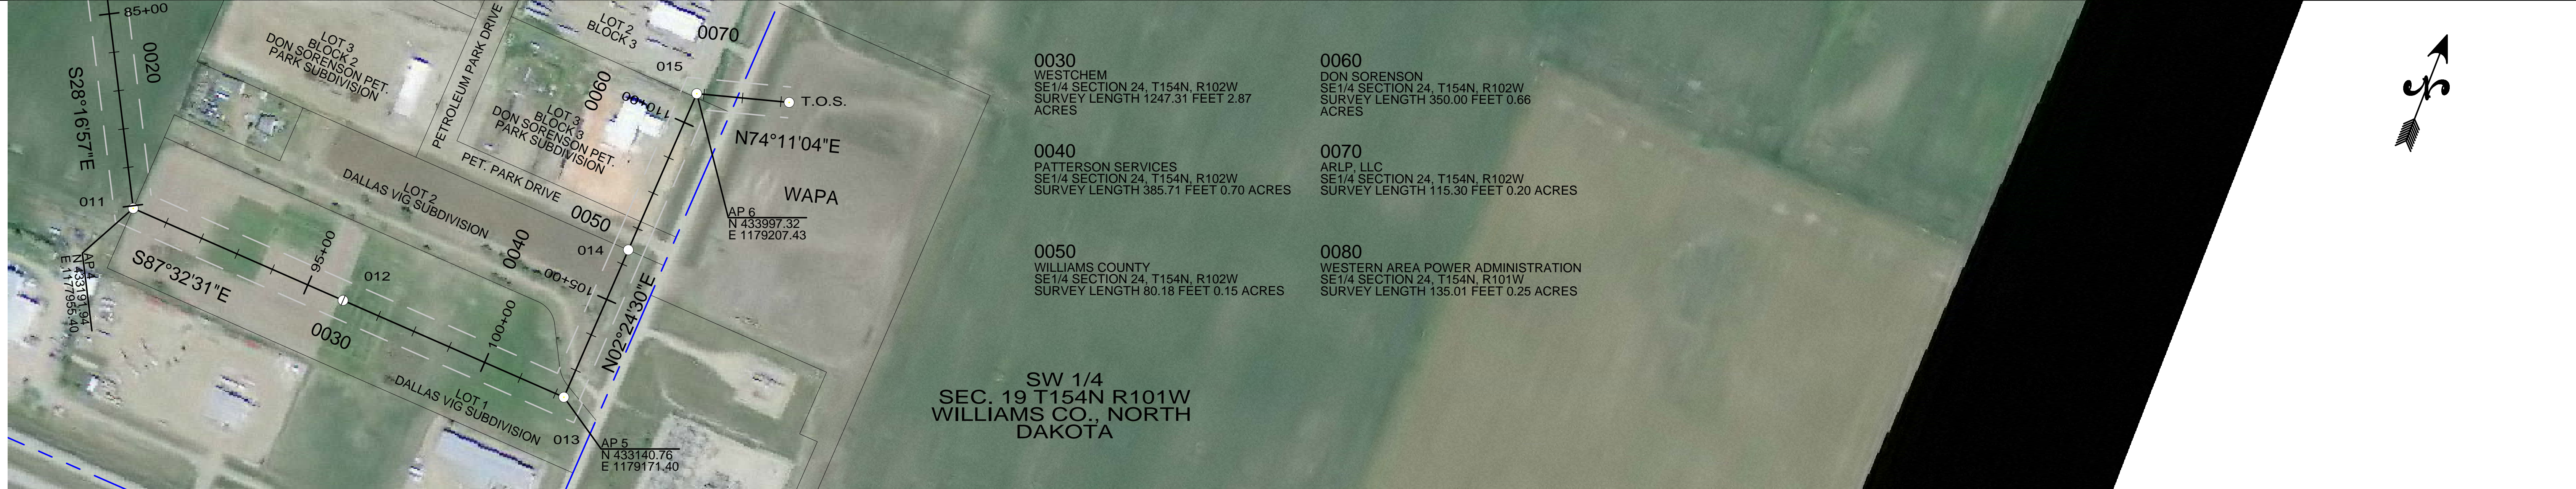 85+00
0020
S28°16'57"E
LOT 3
BLOCK 2
DON SORENSON PET.
PARK SUBDIVISION
PETROLEUM PARK DRIVE
LOT 2
BLOCK 3
0070
015
0060
110+00
T.O.S.
LOT 3
BLOCK 3
DON SORENSON PET.
PARK SUBDIVISION
N74°11'04"E
PET. PARK DRIVE
WAPA
LOT 2
DALLAS VIG SUBDIVISION
011
0050
AP 6
N 433997.32
E 1179207.43
0040
014
95+00
012
105+00
S87°32'31"E
AP 4
N 433191.94
E 1177955.40
N02°24'30"E
0030
100+00
LOT 1
DALLAS VIG SUBDIVISION
013
AP 5
N 433140.76
E 1179171.40
0030
WESTCHEM
SE1/4 SECTION 24, T154N, R102W
SURVEY LENGTH 1247.31 FEET 2.87
ACRES
0040
PATTERSON SERVICES
SE1/4 SECTION 24, T154N, R102W
SURVEY LENGTH 385.71 FEET 0.70 ACRES
0050
WILLIAMS COUNTY
SE1/4 SECTION 24, T154N, R102W
SURVEY LENGTH 80.18 FEET 0.15 ACRES
0060
DON SORENSON
SE1/4 SECTION 24, T154N, R102W
SURVEY LENGTH 350.00 FEET 0.66
ACRES
0070
ARLP, LLC
SE1/4 SECTION 24, T154N, R102W
SURVEY LENGTH 115.30 FEET 0.20 ACRES
0080
WESTERN AREA POWER ADMINISTRATION
SE1/4 SECTION 24, T154N, R101W
SURVEY LENGTH 135.01 FEET 0.25 ACRES
SW 1/4
SEC. 19 T154N R101W
WILLIAMS CO., NORTH
DAKOTA
N